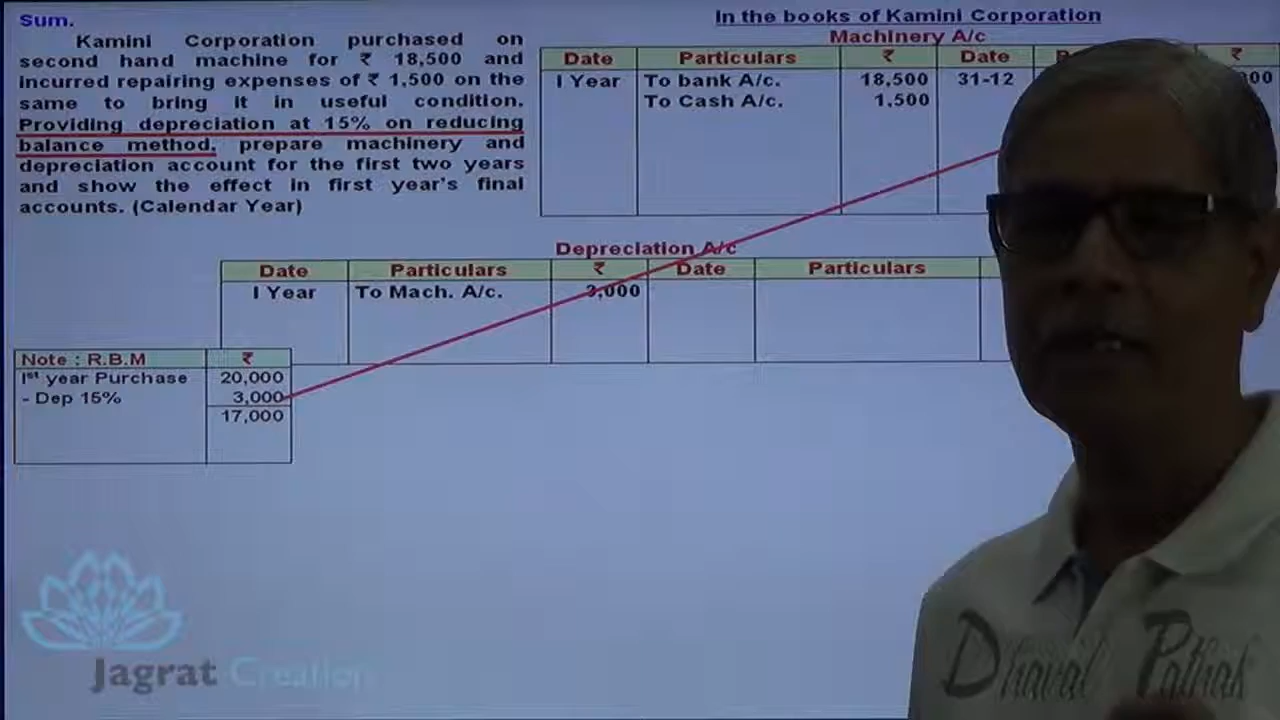 Sum.
Kamini Corporation purchased on
second hand machine for ₹ 18,500 and
incurred repairing expenses of ₹ 1,500 on the
same to bring it in useful condition.
Providing depreciation at 15% on reducing
balance method, prepare machinery and
depreciation account for the first two years
and show the effect in first year's final
accounts. (Calendar Year)
In the books of Kamini Corporation
Machinery A/c
Date Particulars ₹ Date ₹
I Year To bank A/c. 18,500 31-12
To Cash A/c. 1,500
Depreciation A/c
Date Particulars ₹ Date Particulars
I Year To Mach. A/c. 3,000
Note : R.B.M ₹
Ist year Purchase 20,000
- Dep 15% 3,000
17,000
Jagrat Creation
Dhaval Pathak